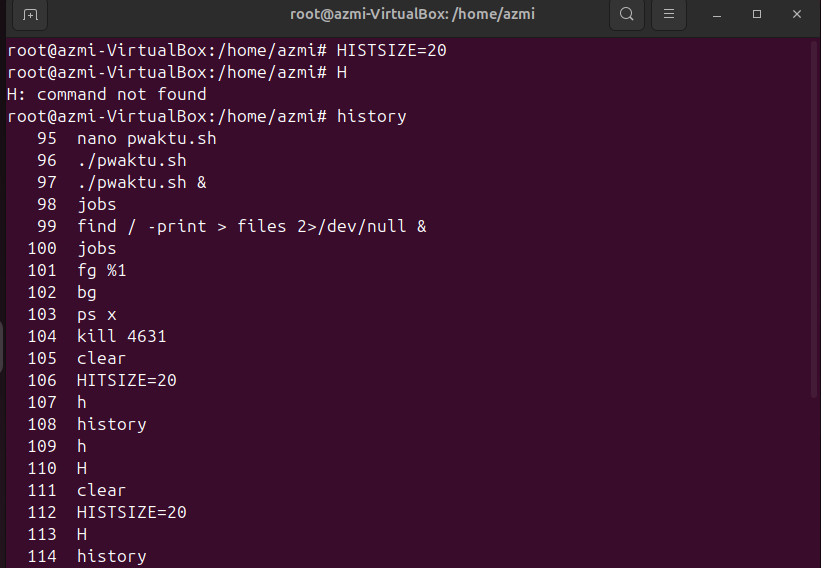 root@azmi-VirtualBox: /home/azmi
root@azmi-VirtualBox:/home/azmi# HISTSIZE=20
root@azmi-VirtualBox:/home/azmi# H
H: command not found
root@azmi-VirtualBox:/home/azmi# history
95 nano pwaktu.sh
96 ./pwaktu.sh
97 ./pwaktu.sh &
98 jobs
99 find / -print > files 2>/dev/null &
100 jobs
101 fg %1
102 bg
103 ps x
104 kill 4631
105 clear
106 HITSIZE=20
107 h
108 history
109 h
110 H
111 clear
112 HISTSIZE=20
113 H
114 history